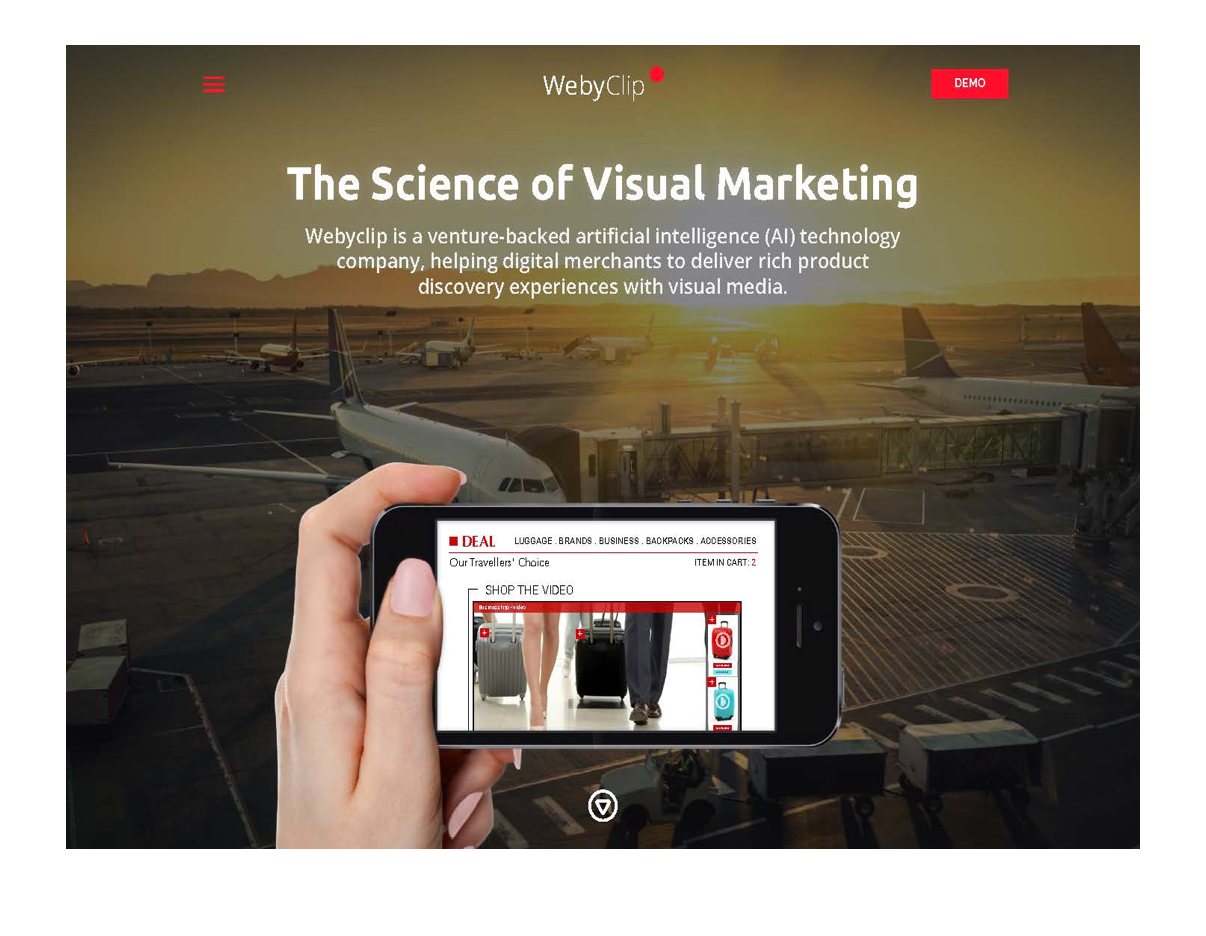 WebyClip
DEMO
The Science of Visual Marketing
Webyclip is a venture-backed artificial intelligence (AI) technology
company, helping digital merchants to deliver rich product
discovery experiences with visual media.
DEAL
LUGGAGE . BRANDS . BUSINESS . BACKPACKS . ACCESSORIES
Our Travellers' Choice
ITEM IN CART: 2
SHOP THE VIDEO
Business trip - video